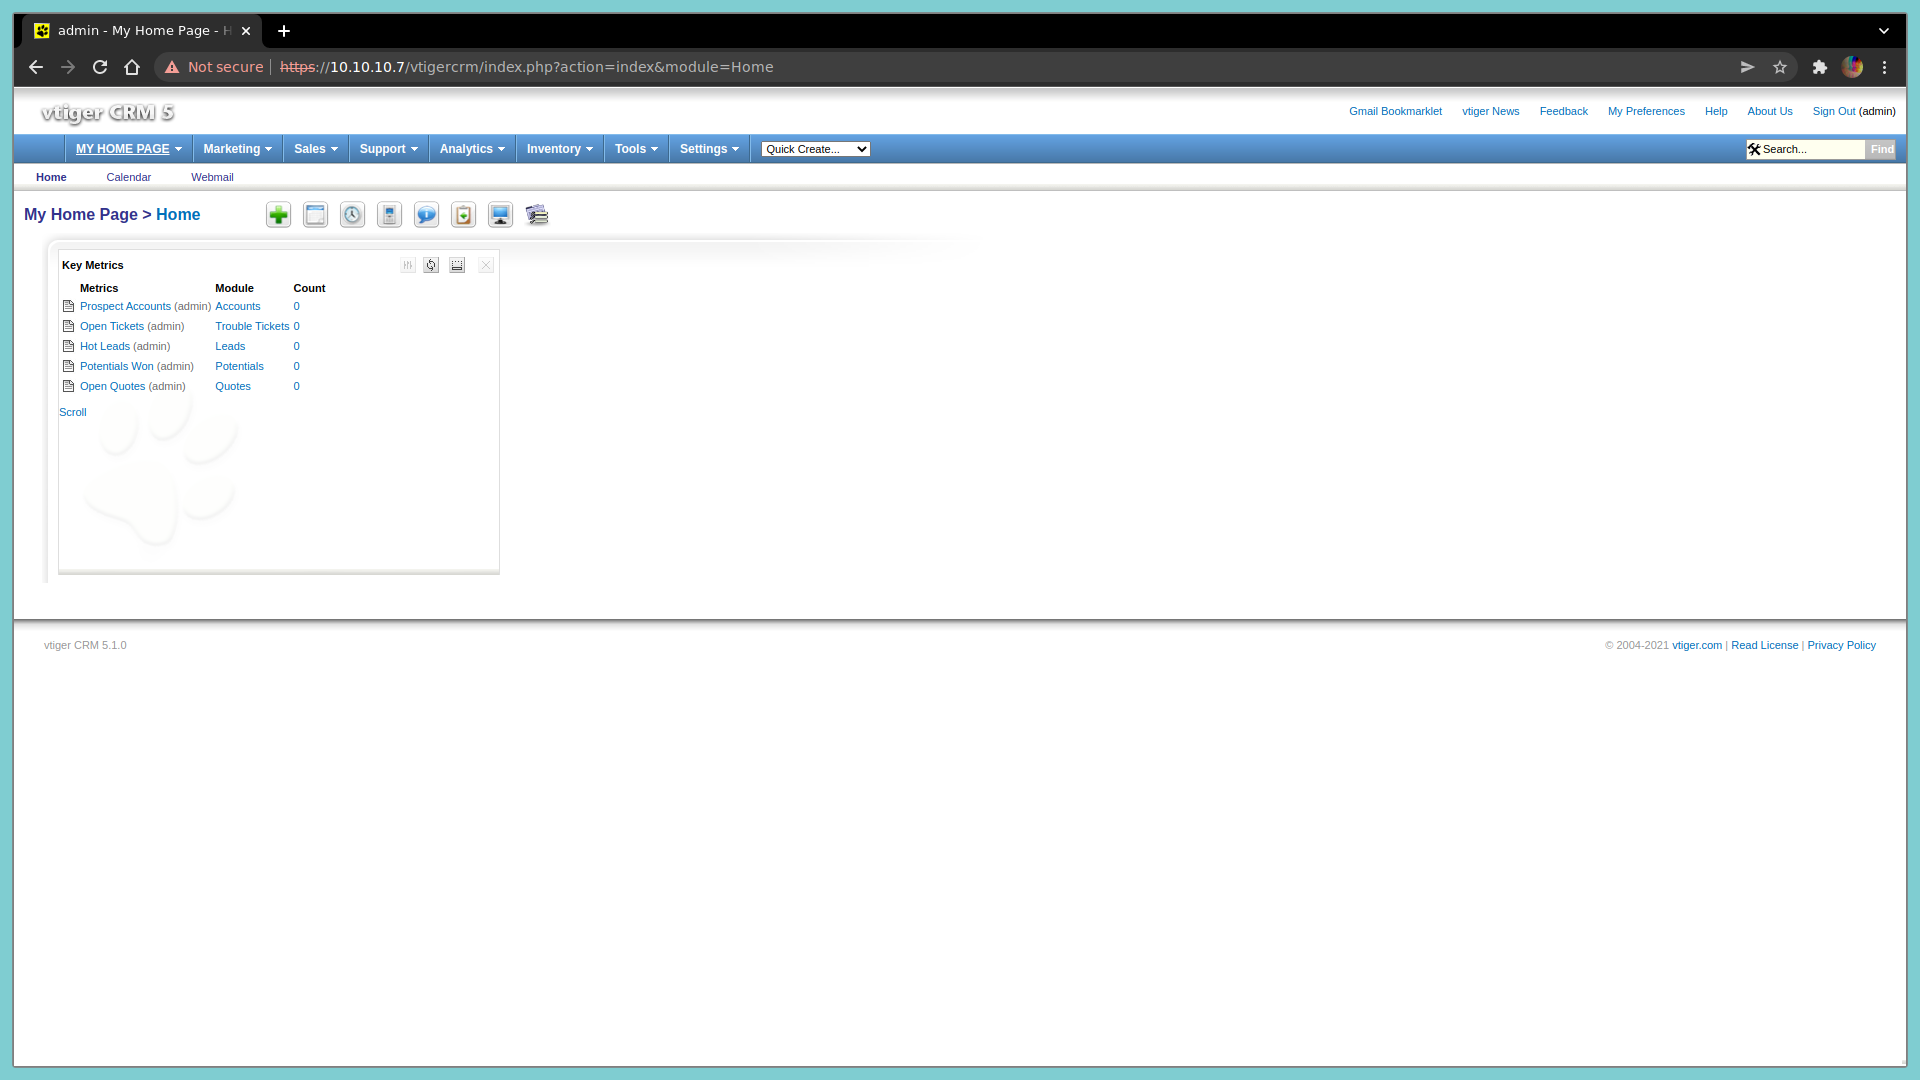 admin - My Home Page - H
Not secure https://10.10.10.7/vtigercrm/index.php?action=index&module=Home
vtiger CRM 5
Gmail Bookmarklet vtiger News Feedback My Preferences Help About Us Sign Out (admin)
MY HOME PAGE Marketing Sales Support Analytics Inventory Tools Settings Quick Create... Search... Find
Home Calendar Webmail
My Home Page > Home
Key Metrics
Metrics Module Count
Prospect Accounts (admin) Accounts 0
Open Tickets (admin) Trouble Tickets 0
Hot Leads (admin) Leads 0
Potentials Won (admin) Potentials 0
Open Quotes (admin) Quotes 0
Scroll
vtiger CRM 5.1.0
© 2004-2021 vtiger.com | Read License | Privacy Policy